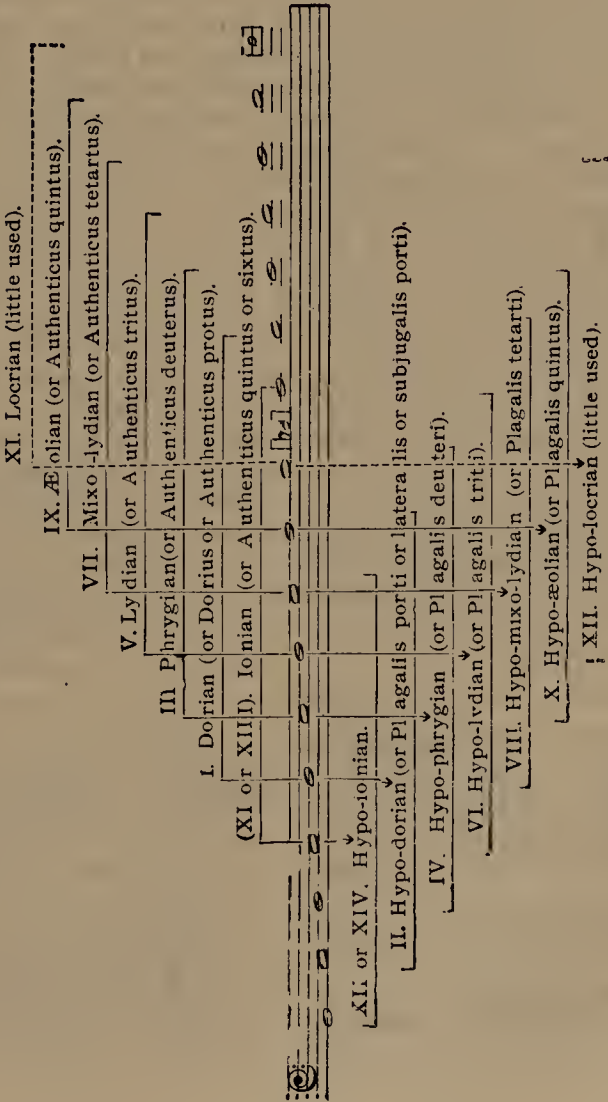 XI. Locrian (little used).
IX. Æolian (or Authenticus quintus).
VII. Mixo-lydian (or Authenticus tetartus).
V. Lydian (or Authenticus tritus).
III Phrygian (or Authenticus deuterus).
I. Dorian (or Dorius or Authenticus protus).
(XI or XIII). Ionian (or Authenticus quintus or sixtus).
XII or XIV. Hypo-ionian.
II. Hypo-dorian (or Plagalis porti or lateralis or subjugalis porti).
IV. Hypo-phrygian (or Plagalis deuteri).
VI. Hypo-lydian (or Plagalis triti).
VIII. Hypo-mixo-lydian (or Plagalis tetarti).
X. Hypo-æolian (or Plagalis quintus).
XII. Hypo-locrian (little used).